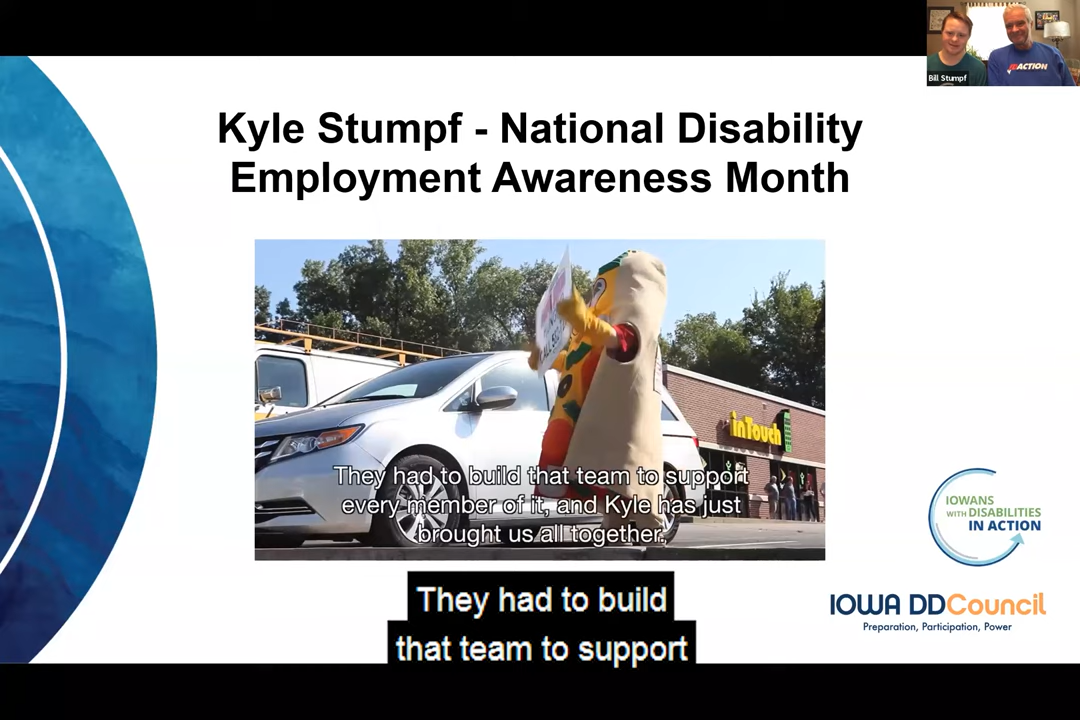 Bill Stumpf
ACTION
Kyle Stumpf - National Disability
Employment Awareness Month
inTouch
They had to build that team to support
every member of it, and Kyle has just
brought us all together.
IOWANS
WITH DISABILITIES
IN ACTION
IOWA DDCouncil
Preparation, Participation, Power
They had to build
that team to support